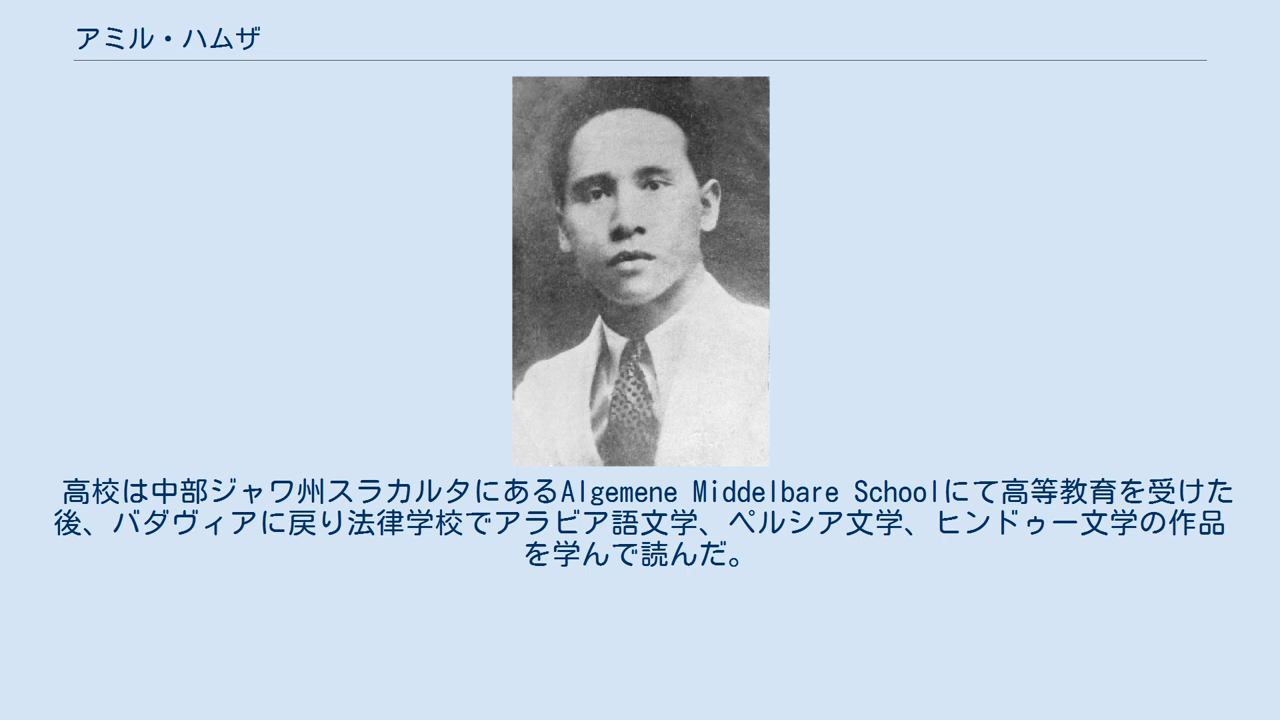 アミル・ハムザ
高校は中部ジャワ州スラカルタにあるAlgemene Middelbare Schoolにて高等教育を受けた
後、バダヴィアに戻り法律学校でアラビア語文学、ペルシア文学、ヒンドゥー文学の作品
を学んで読んだ。